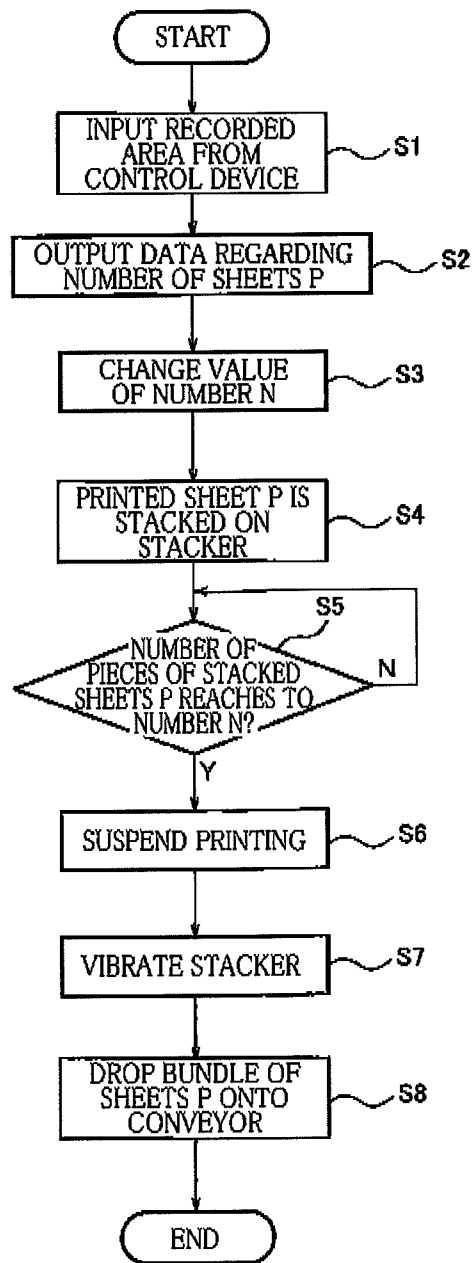 START
INPUT RECORDED
AREA FROM
CONTROL DEVICE
S1
OUTPUT DATA REGARDING
NUMBER OF SHEETS P
S2
CHANGE VALUE
OF NUMBER N
S3
PRINTED SHEET P IS
STACKED ON
STACKER
S4
S5
NUMBER OF
PIECES OF STACKED
SHEETS P REACHES TO
NUMBER N?
N
Y
SUSPEND PRINTING
S6
VIBRATE STACKER
S7
DROP BUNDLE OF
SHEETS P ONTO
CONVEYOR
S8
END